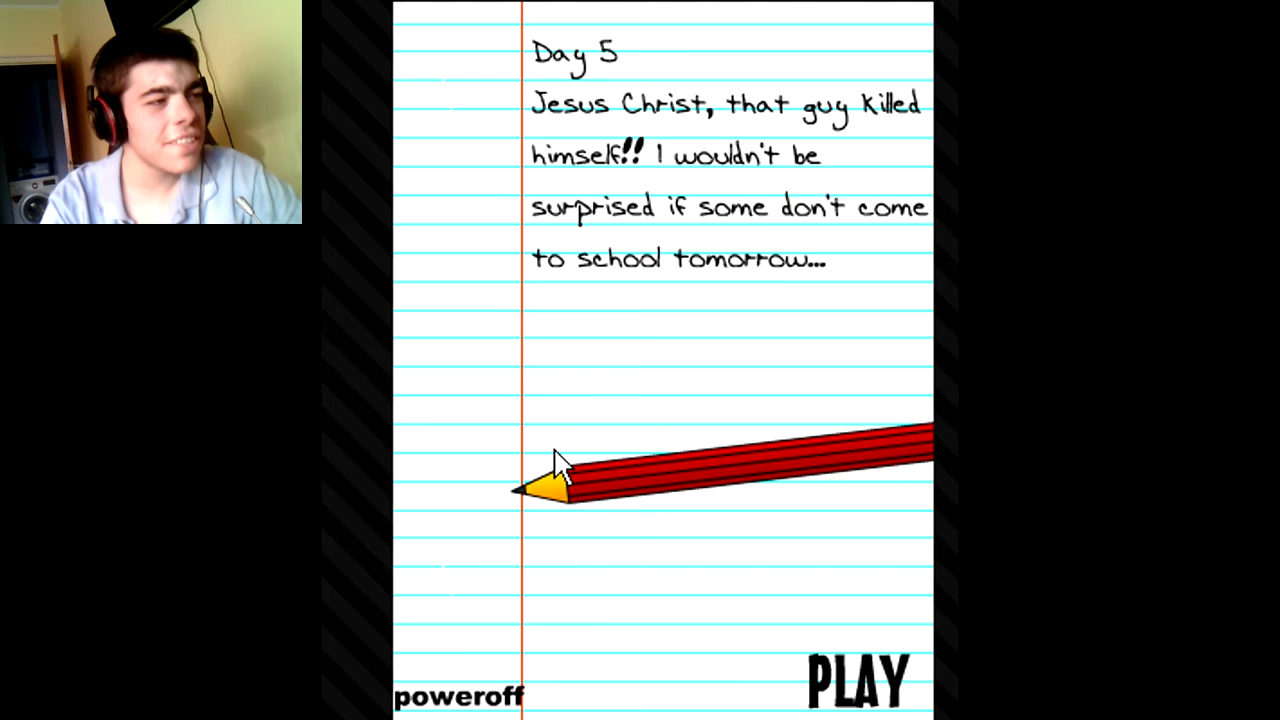 Day 5
Jesus Christ, that guy killed
himself!! I wouldn't be
surprised if some don't come
to school tomorrow...
PLAY
poweroff